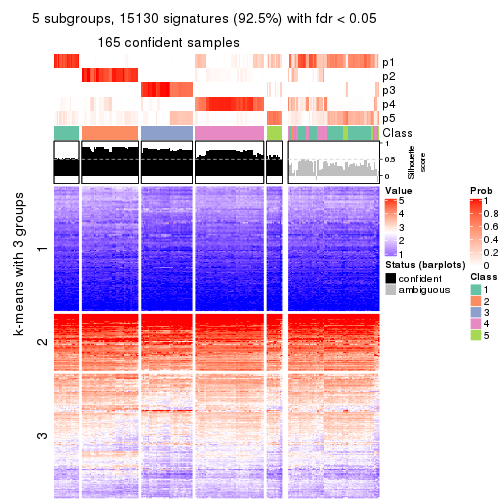 5 subgroups, 15130 signatures (92.5%) with fdr < 0.05
165 confident samples
p1
p2
p3
p4
p5
Class
1
0.5
0
Silhouette
score
k-means with 3 groups
1
2
3
Value
5
4
3
2
1
Status (barplots)
confident
ambiguous
Prob
1
0.8
0.6
0.4
0.2
0
Class
1
2
3
4
5